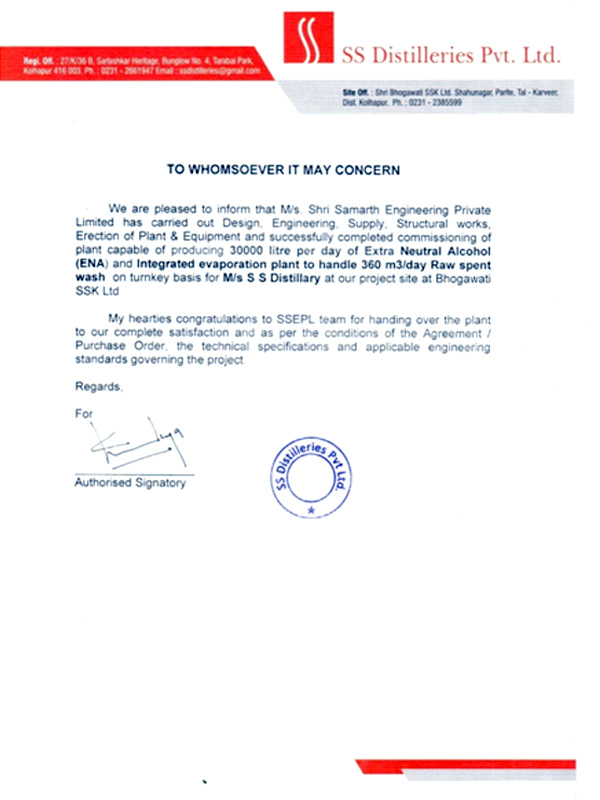 SS Distilleries Pvt. Ltd.
Regi. Off. : 27/K/36 B, Sarlashkar Heritage, Bunglow No. 4, Tarabai Park,
Kolhapur 416 003. Ph. : 0231 - 2661947 Email : ssdistilleries@gmail.com
Site Off. : Shri Bhogawati SSK Ltd. Shahunagar, Parite, Tal - Karveer,
Dist. Kolhapur, Ph. : 0231 - 2385599
TO WHOMSOEVER IT MAY CONCERN
We are pleased to inform that M/s. Shri Samarth Engineering Private
Limited has carried out Design, Engineering, Supply, Structural works,
Erection of Plant & Equipment and successfully completed commissioning of
plant capable of producing 30000 litre per day of Extra Neutral Alcohol
(ENA) and Integrated evaporation plant to handle 360 m3/day Raw spent
wash on turnkey basis for M/s S S Distillary at our project site at Bhogawati
SSK Ltd
My hearties congratulations to SSEPL team for handing over the plant
to our complete satisfaction and as per the conditions of the Agreement /
Purchase Order, the technical specifications and applicable engineering
standards governing the project.
Regards,
For
Authorised Signatory
SS Distilleries Pvt Ltd.